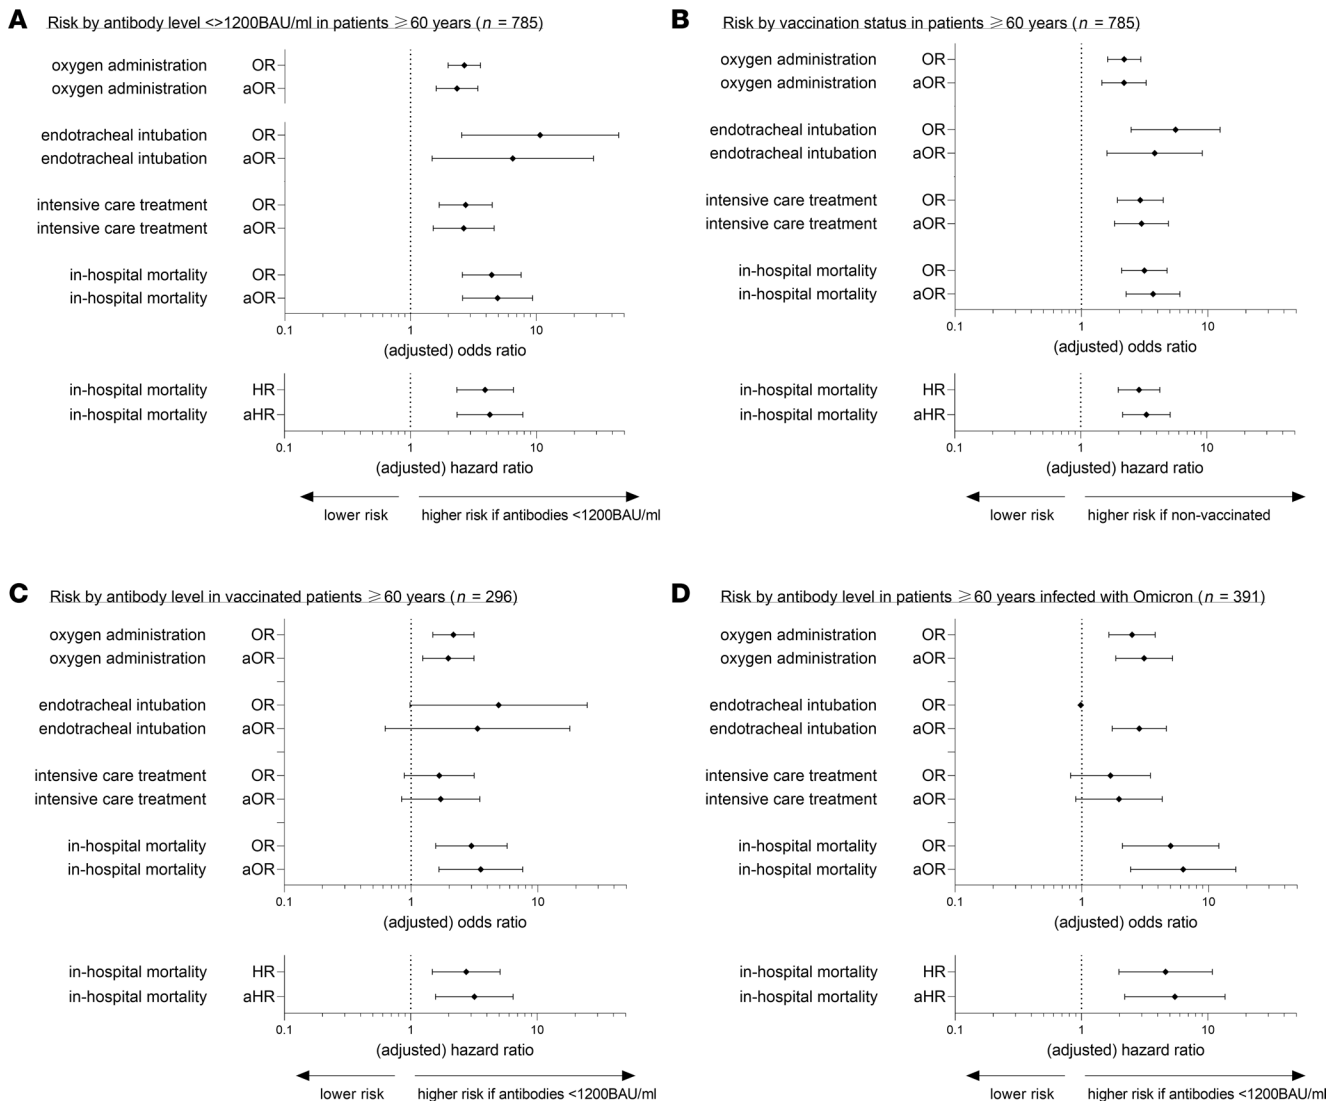 A Risk by antibody level <>1200BAU/ml in patients ⩾ 60 years (n = 785)
oxygen administration OR
oxygen administration aOR
endotracheal intubation OR
endotracheal intubation aOR
intensive care treatment OR
intensive care treatment aOR
in-hospital mortality OR
in-hospital mortality aOR
0.1 1 10
(adjusted) odds ratio
in-hospital mortality HR
in-hospital mortality aHR
0.1 1 10
(adjusted) hazard ratio
lower risk higher risk if antibodies <1200BAU/ml
B Risk by vaccination status in patients ⩾ 60 years (n = 785)
oxygen administration OR
oxygen administration aOR
endotracheal intubation OR
endotracheal intubation aOR
intensive care treatment OR
intensive care treatment aOR
in-hospital mortality OR
in-hospital mortality aOR
0.1 1 10
(adjusted) odds ratio
in-hospital mortality HR
in-hospital mortality aHR
0.1 1 10
(adjusted) hazard ratio
lower risk higher risk if non-vaccinated
C Risk by antibody level in vaccinated patients ⩾ 60 years (n = 296)
oxygen administration OR
oxygen administration aOR
endotracheal intubation OR
endotracheal intubation aOR
intensive care treatment OR
intensive care treatment aOR
in-hospital mortality OR
in-hospital mortality aOR
0.1 1 10
(adjusted) odds ratio
in-hospital mortality HR
in-hospital mortality aHR
0.1 1 10
(adjusted) hazard ratio
lower risk higher risk if antibodies <1200BAU/ml
D Risk by antibody level in patients ⩾ 60 years infected with Omicron (n = 391)
oxygen administration OR
oxygen administration aOR
endotracheal intubation OR
endotracheal intubation aOR
intensive care treatment OR
intensive care treatment aOR
in-hospital mortality OR
in-hospital mortality aOR
0.1 1 10
(adjusted) odds ratio
in-hospital mortality HR
in-hospital mortality aHR
0.1 1 10
(adjusted) hazard ratio
lower risk higher risk if antibodies <1200BAU/ml